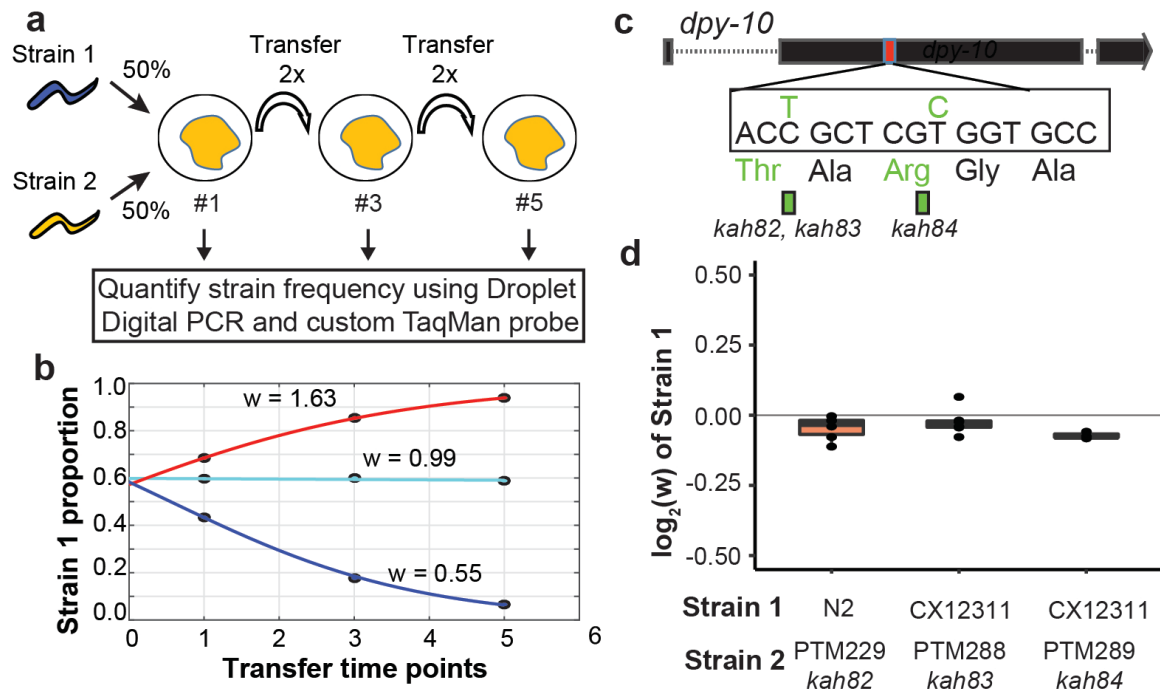 a
Strain 1
50%
Strain 2
50%
Transfer
2x
Transfer
2x
#1
#3
#5
Quantify strain frequency using Droplet
Digital PCR and custom TaqMan probe
b
Strain 1 proportion
1.0
0.8
0.6
0.4
0.2
0.0
w = 1.63
w = 0.99
w = 0.55
0 1 2 3 4 5 6
Transfer time points
c
dpy-10
dpy-10
T C
ACC GCT CGT GGT GCC
Thr Ala Arg Gly Ala
kah82, kah83 kah84
d
log2(w) of Strain 1
0.50
0.25
0.00
-0.25
-0.50
Strain 1 N2 CX12311 CX12311
Strain 2 PTM229 PTM288 PTM289
kah82 kah83 kah84